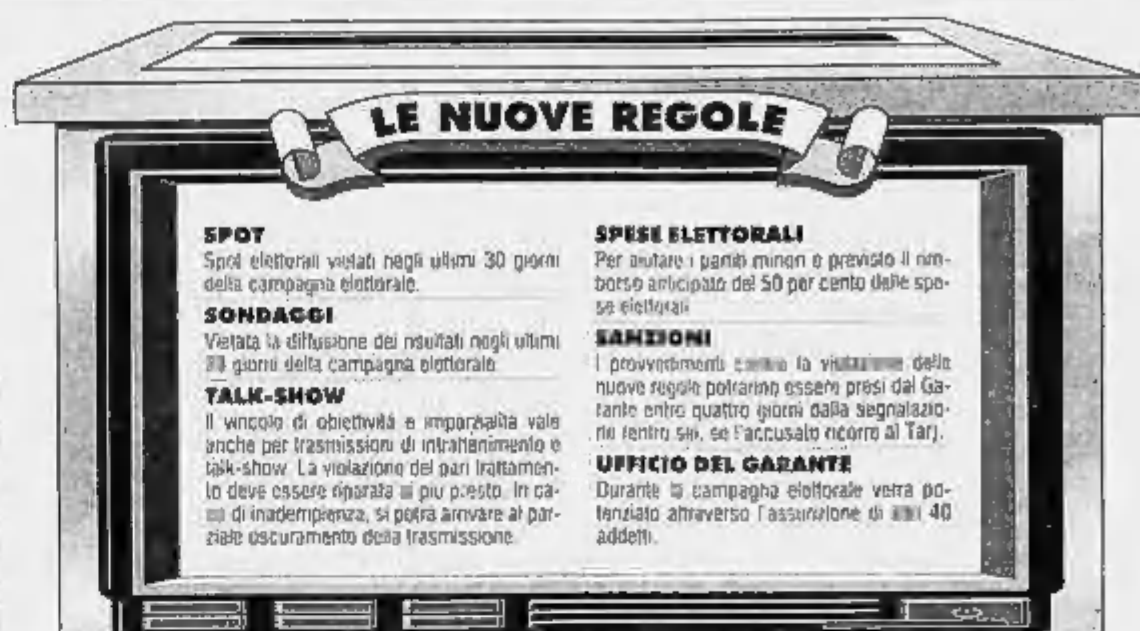 LE NUOVE REGOLE
SPOT
Spot elettorali vietati negli ultimi 30 giorni
della campagna elettorale.
SONDAGGI
Vietata la diffusione dei risultati negli ultimi
giorni della campagna elettorale
TALK-SHOW
Il vincolo di obiettività e imparzialità vale
anche per trasmissioni di intrattenimento e
talk-show. La violazione del pari trattamen-
to deve essere riparata al più presto. In ca-
so di inadempienza, si potrà arrivare al par-
ziale oscuramento della trasmissione.
SPESE ELETTORALI
Per aiutare i partiti minori è previsto il rim-
borso anticipato del 50 per cento delle spe-
se elettorali
SANZIONI
I provvedimenti contro la violazione delle
nuove regole potranno essere presi dal Ga-
rante entro quattro giorni dalla segnalazio-
ne (entro sei, se l'accusato ricorre al Tar).
UFFICIO DEL GARANTE
Durante la campagna elettorale verrà po-
tenziato attraverso l'assunzione di 40
addetti.